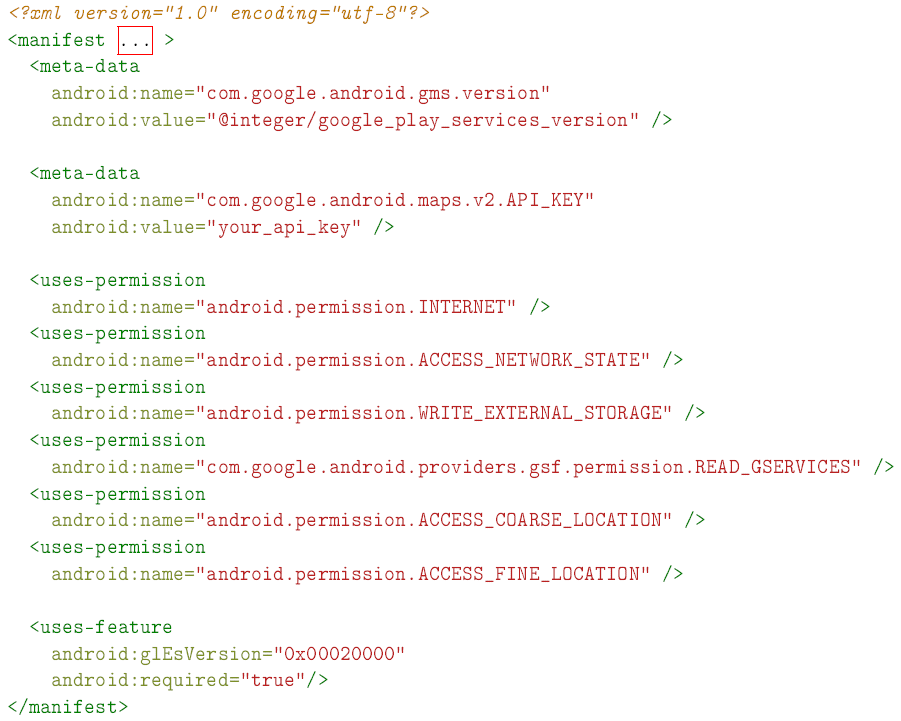 <?xml version="1.0" encoding="utf-8"?>
<manifest ... >
  <meta-data
    android:name="com.google.android.gms.version"
    android:value="@integer/google_play_services_version" />

  <meta-data
    android:name="com.google.android.maps.v2.API_KEY"
    android:value="your_api_key" />

  <uses-permission
    android:name="android.permission.INTERNET" />
  <uses-permission
    android:name="android.permission.ACCESS_NETWORK_STATE" />
  <uses-permission
    android:name="android.permission.WRITE_EXTERNAL_STORAGE" />
  <uses-permission
    android:name="com.google.android.providers.gsf.permission.READ_GSERVICES" />
  <uses-permission
    android:name="android.permission.ACCESS_COARSE_LOCATION" />
  <uses-permission
    android:name="android.permission.ACCESS_FINE_LOCATION" />

  <uses-feature
    android:glEsVersion="0x00020000"
    android:required="true"/>
</manifest>